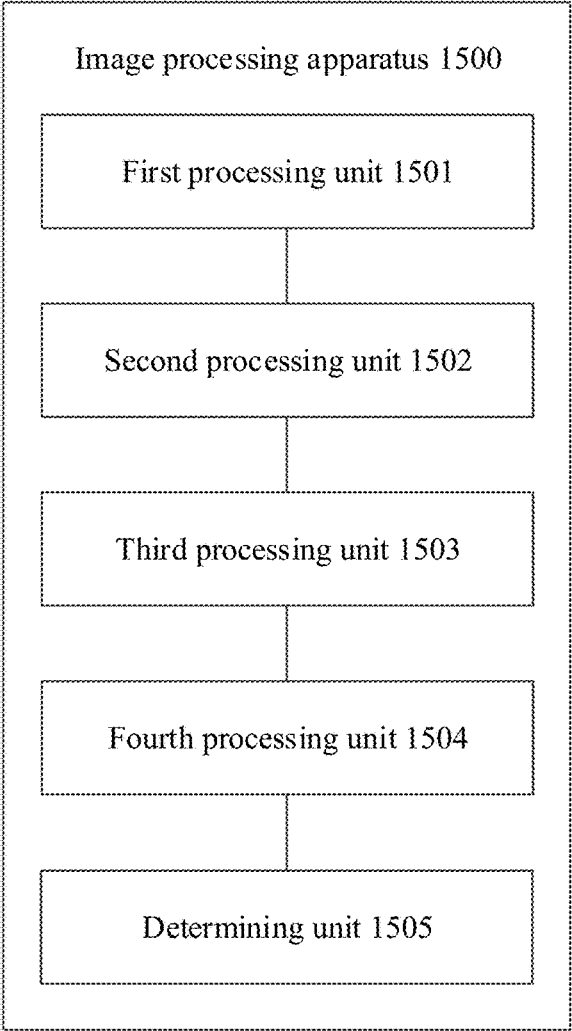 Image processing apparatus 1500
First processing unit 1501
Second processing unit 1502
Third processing unit 1503
Fourth processing unit 1504
Determining unit 1505